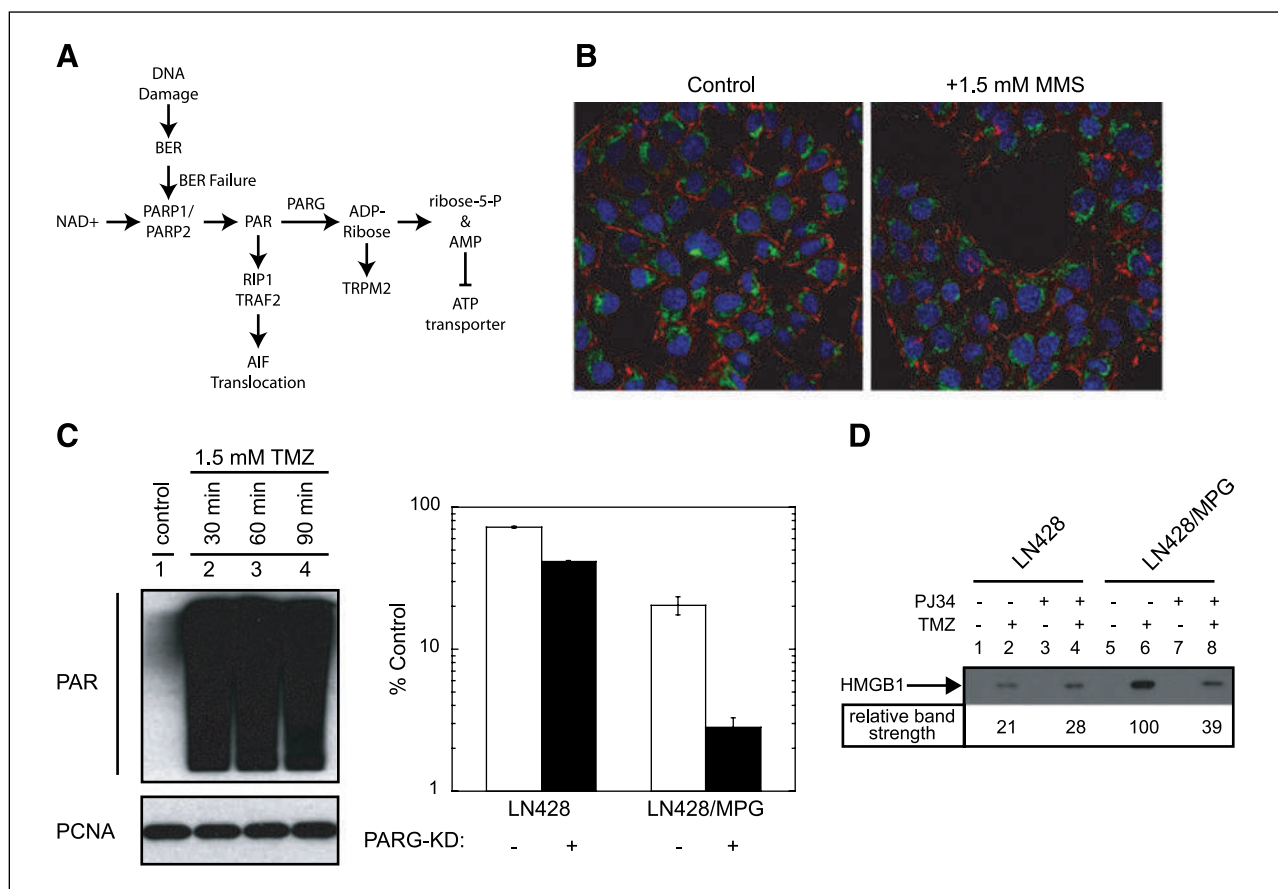 A
DNA
Damage
BER
BER Failure
NAD+
PARP1/
PARP2
PAR
PARG
ADP-
Ribose
ribose-5-P
&
AMP
RIP1
TRAF2
TRPM2
ATP
transporter
AIF
Translocation
B
Control
+1.5 mM MMS
C
1.5 mM TMZ
control
30 min
60 min
90 min
1 2 3 4
PAR
PCNA
100
10
1
% Control
LN428 LN428/MPG
PARG-KD: - + - +
D
LN428 LN428/MPG
PJ34 - - + + - - + +
TMZ - + - + - + - +
1 2 3 4 5 6 7 8
HMGB1
relative band
strength
21 28 100 39